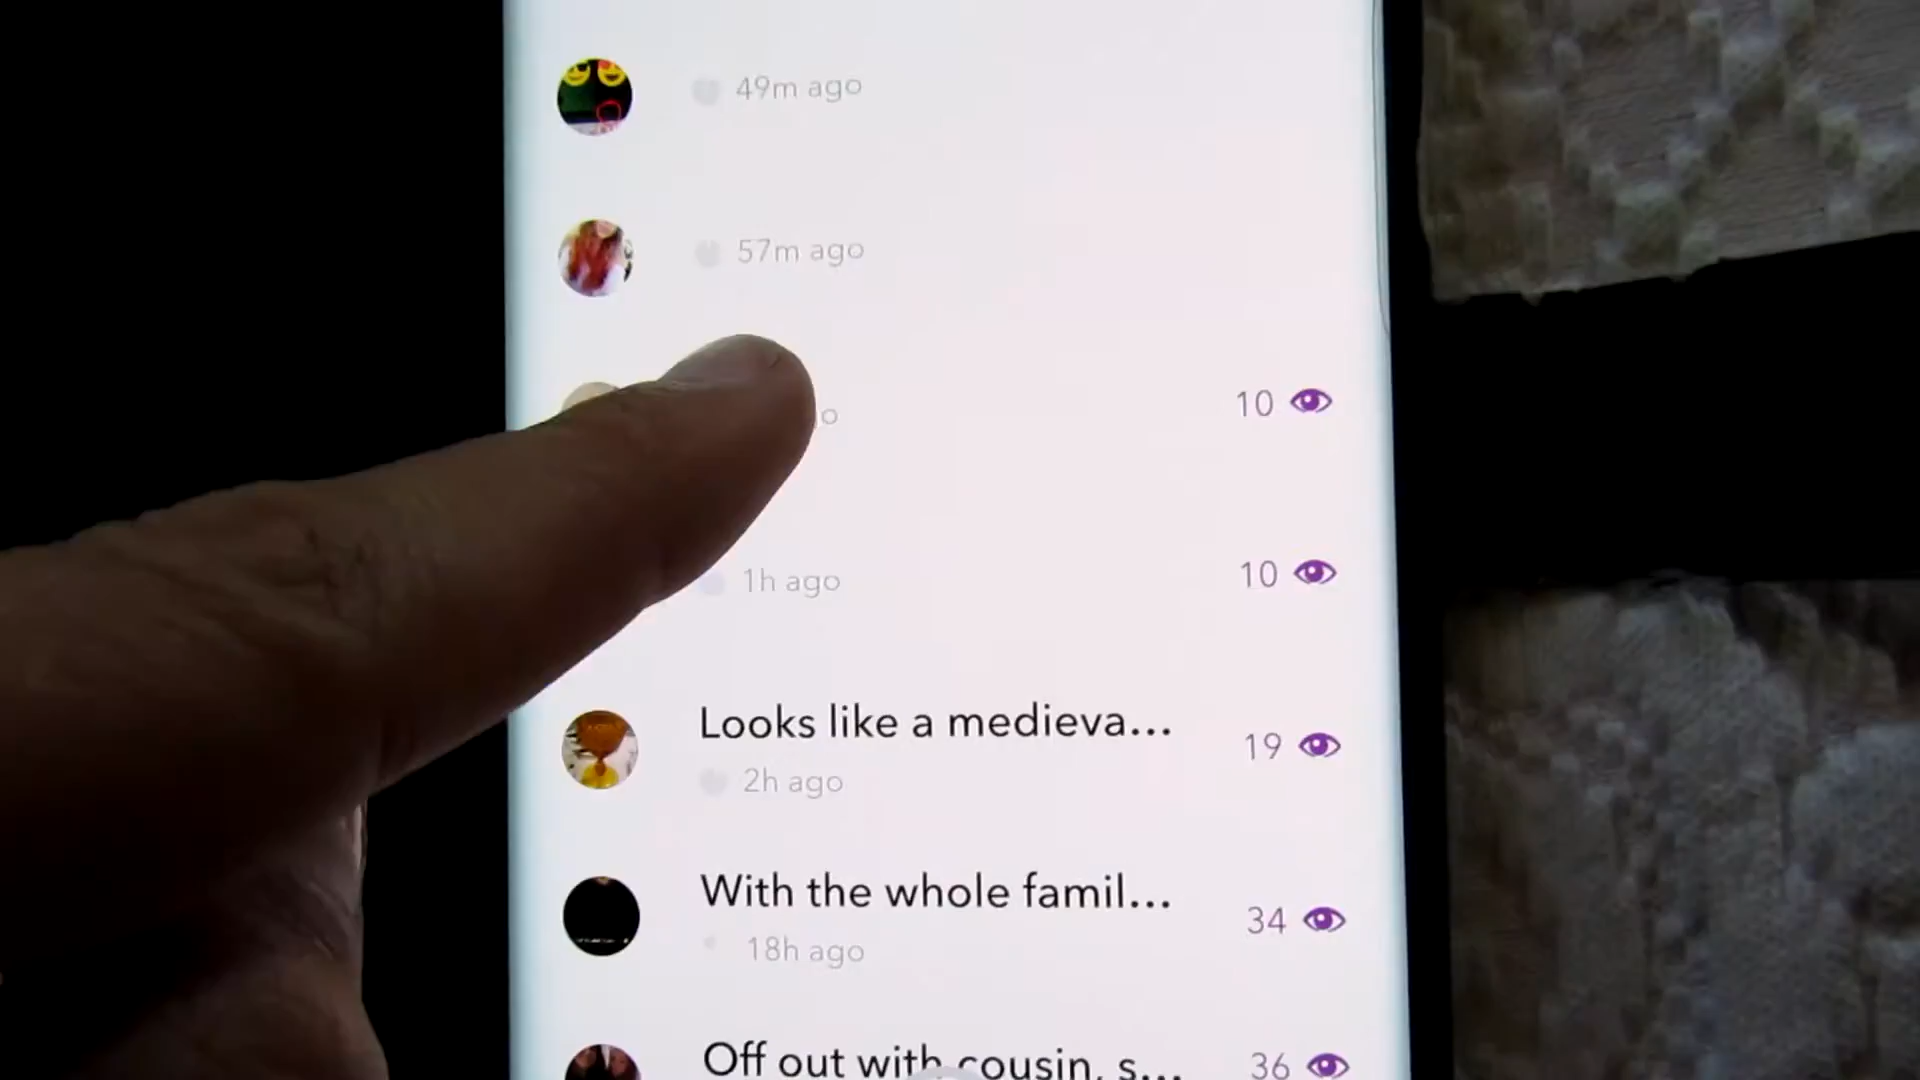 49m ago
57m ago
10
1h ago
10
Looks like a medieva...
19
2h ago
With the whole famil...
34
18h ago
Off out with cousin, s...
36